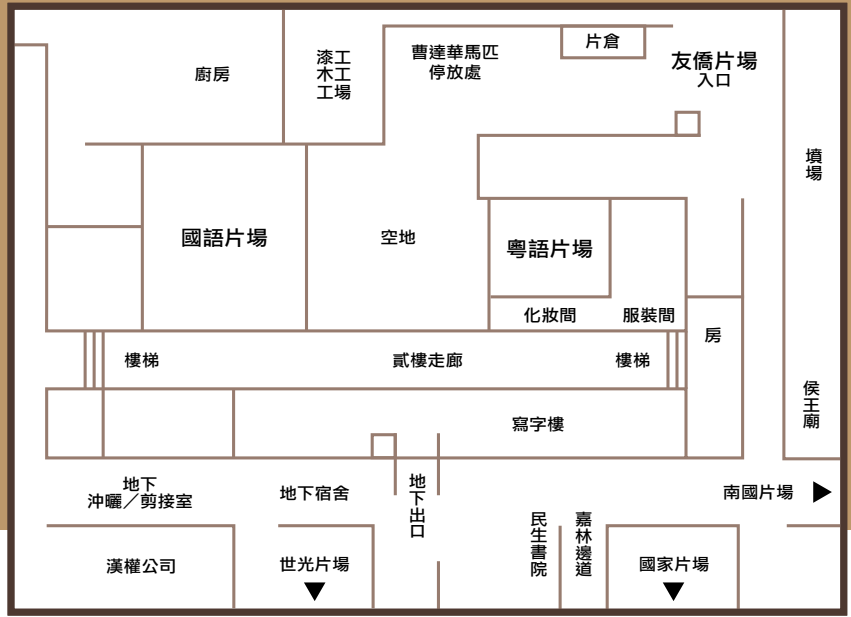 廚房
漆工
木工
工場
曹達華馬匹
停放處
片倉
友僑片場
入口
墳場
國語片場
空地
粵語片場
化妝間
服裝間
房
樓梯
貳樓走廊
樓梯
侯王廟
寫字樓
地下
沖曬／剪接室
地下宿舍
地下出口
南國片場
民生書院
嘉林邊道
漢權公司
世光片場
國家片場